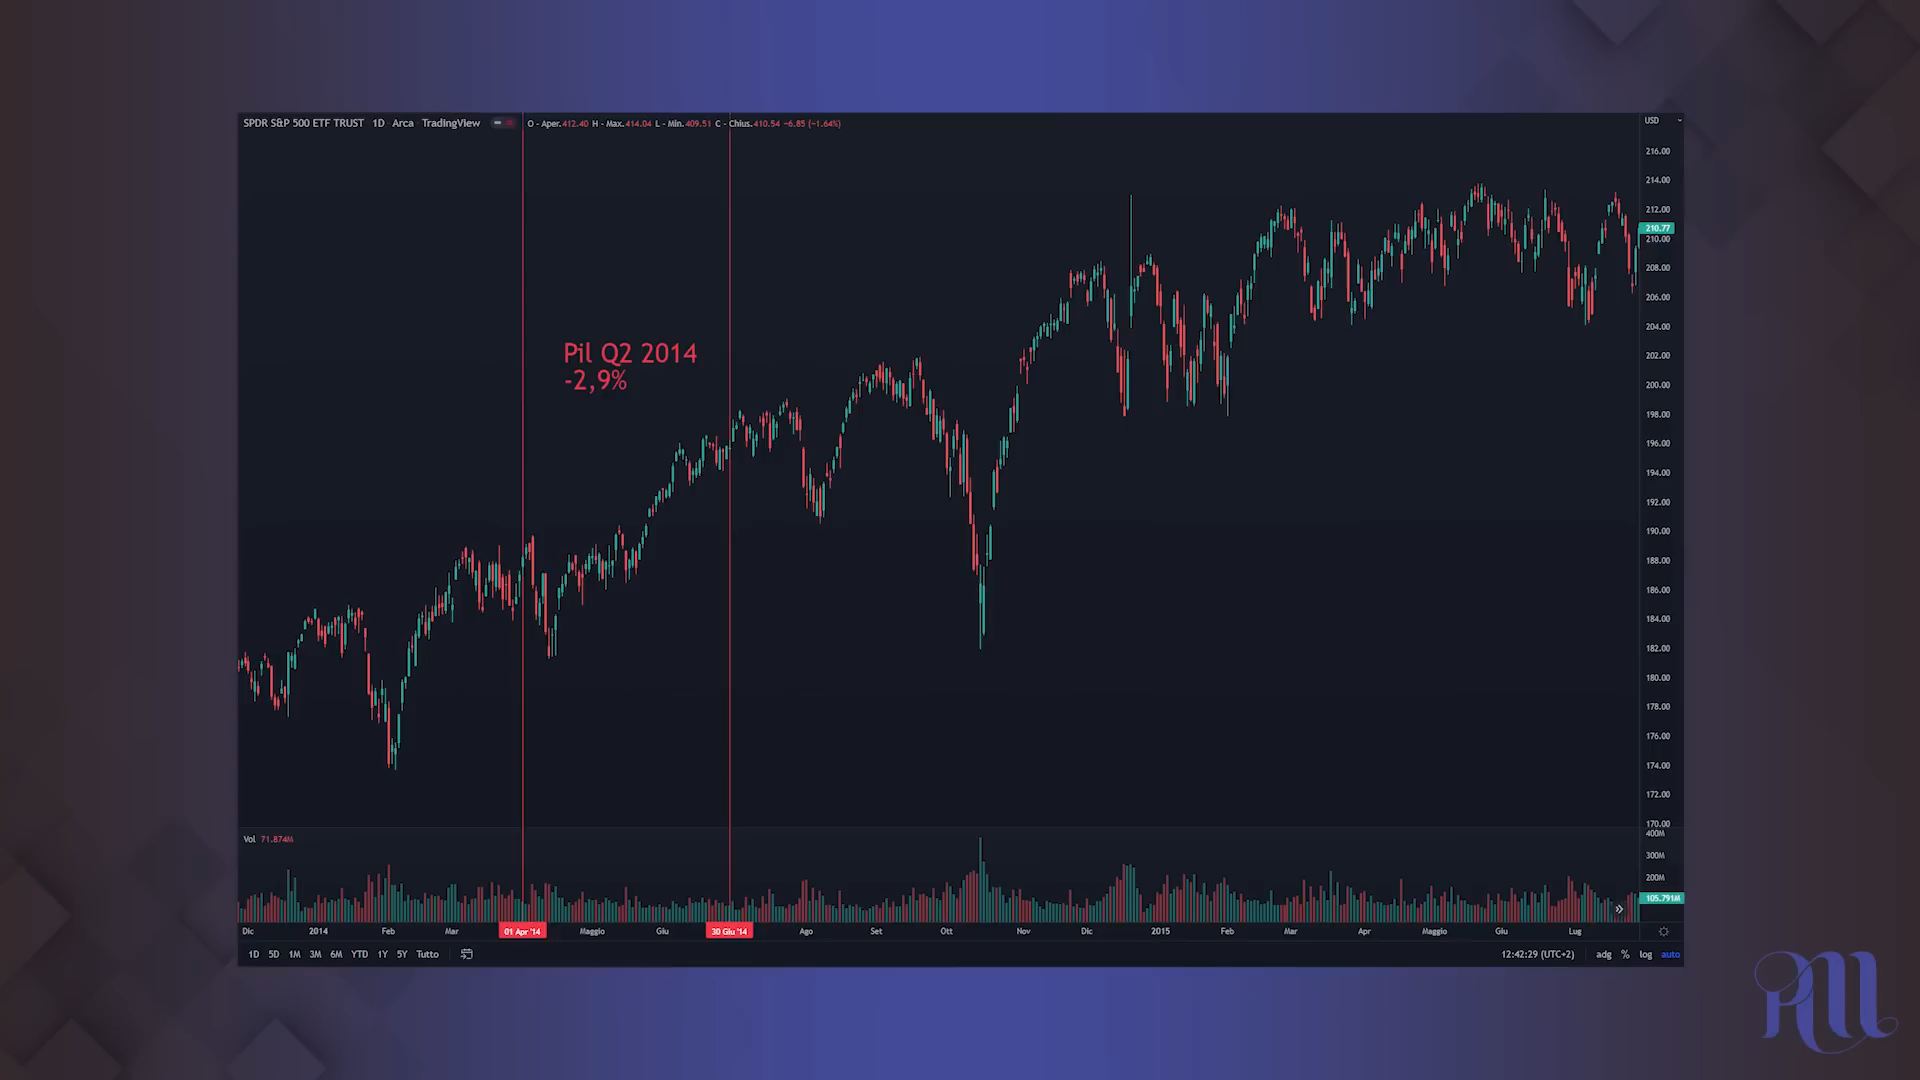 SPDR S&P 500 ETF TRUST 1D Arca TradingView O - Aper.412.40 H - Max.414.04 L - Min.409.51 C - Chius.410.54 −6.85 (−1.64%)
USD
216.00
214.00
212.00
210.77
210.00
208.00
206.00
204.00
202.00
200.00
198.00
196.00
194.00
192.00
190.00
188.00
186.00
184.00
182.00
180.00
178.00
176.00
174.00
172.00
170.00
Pil Q2 2014
-2,9%
Vol 71.874M
400M
300M
200M
105.791M
Dic 2014 Feb Mar 01 Apr '14 Maggio Giu 30 Giu '14 Ago Set Ott Nov Dic 2015 Feb Mar Apr Maggio Giu Lug
1D 5D 1M 3M 6M YTD 1Y 5Y Tutto 12:42:29 (UTC+2) adg % log auto